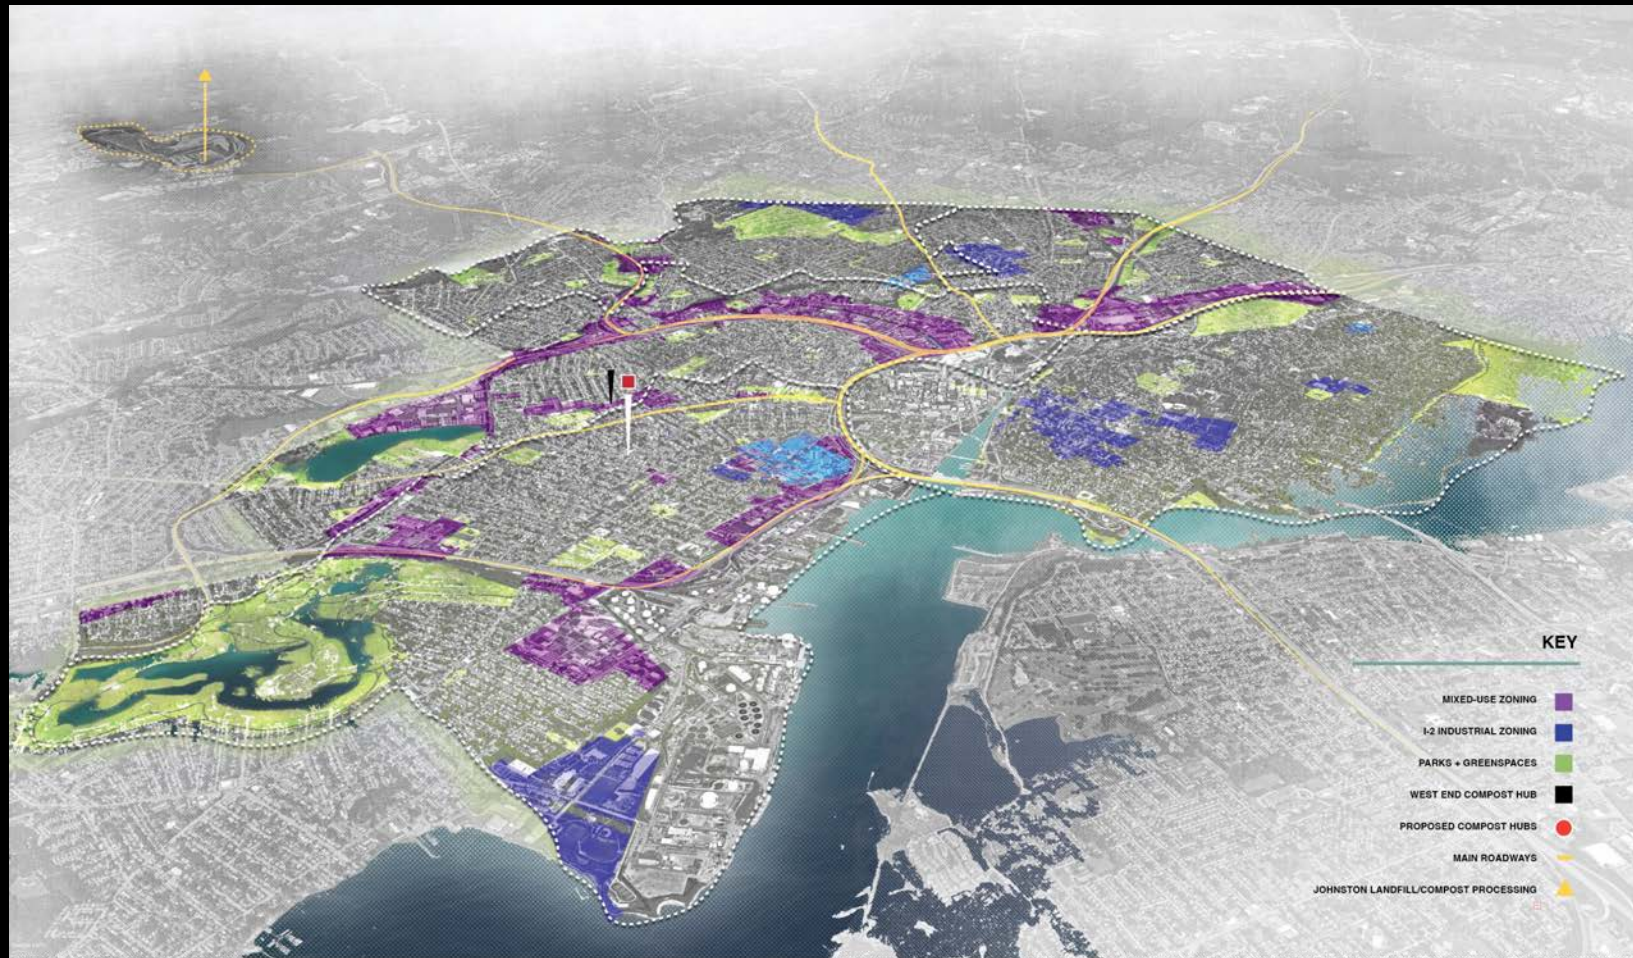 KEY
MIXED-USE ZONING
I-2 INDUSTRIAL ZONING
PARKS + GREENSPACES
WEST END COMPOST HUB
PROPOSED COMPOST HUBS
MAIN ROADWAYS
JOHNSTON LANDFILL/COMPOST PROCESSING